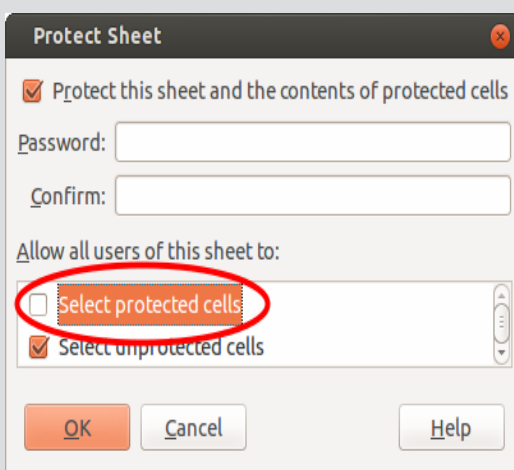 Protect Sheet
Protect this sheet and the contents of protected cells
Password:
Confirm:
Allow all users of this sheet to:
Select protected cells
Select unprotected cells
OK Cancel Help